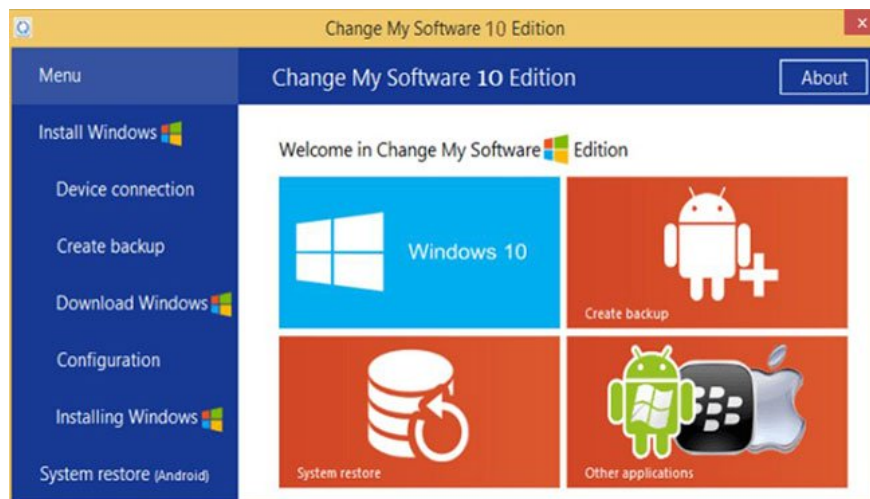 Change My Software 10 Edition
Menu
Change My Software 10 Edition
About
Install Windows
Welcome in Change My Software Edition
Device connection
Create backup
Download Windows
Configuration
Installing Windows
System restore (Android)
Windows 10
Create backup
System restore
Other applications